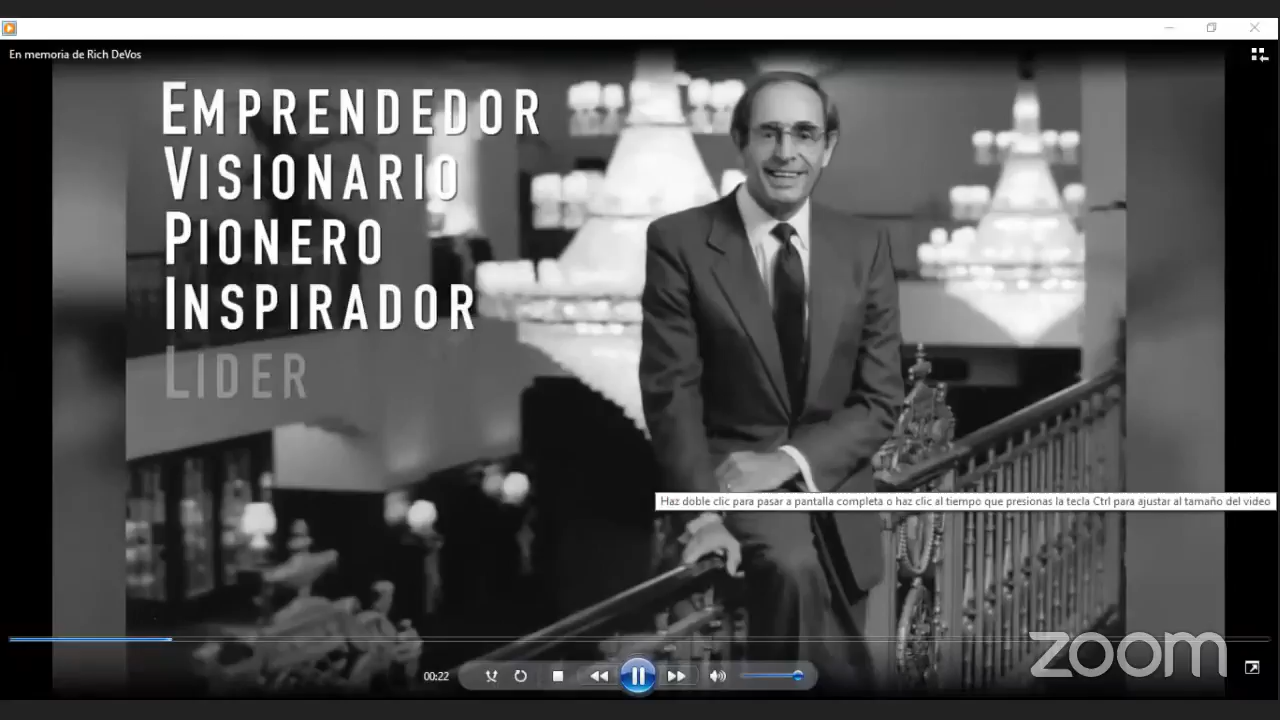 En memoria de Rich DeVos
EMPRENDEDOR
VISIONARIO
PIONERO
INSPIRADOR
LIDER
Haz doble clic para pasar a pantalla completa o haz clic al tiempo que presionas la tecla Ctrl para ajustar al tamaño del video
zoom
00:22